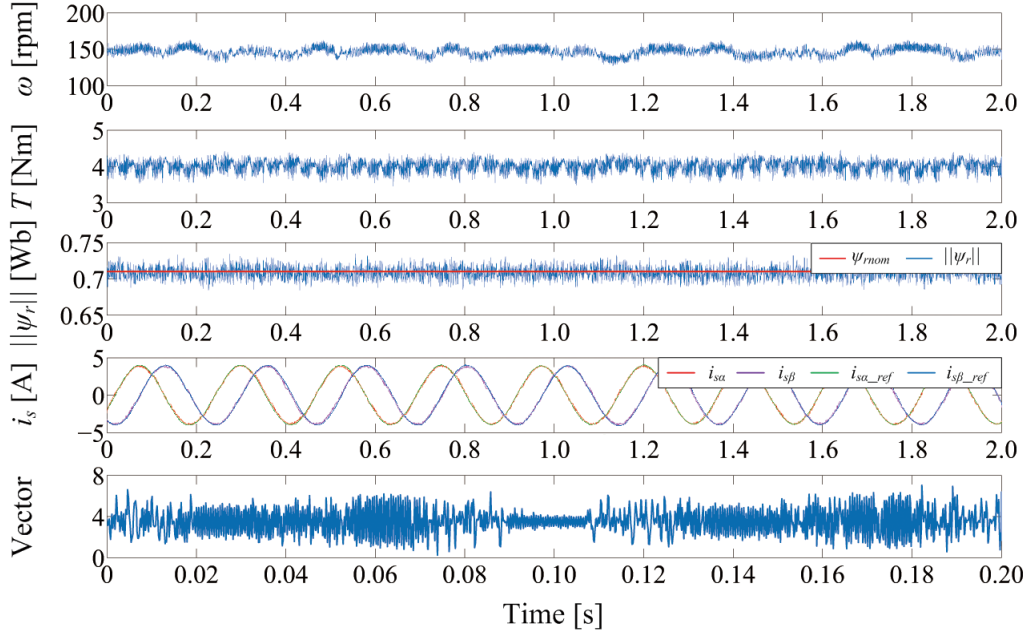 ω [rpm]
200
150
100
0 0.2 0.4 0.6 0.8 1.0 1.2 1.4 1.6 1.8 2.0
T [Nm]
5
4
3
0 0.2 0.4 0.6 0.8 1.0 1.2 1.4 1.6 1.8 2.0
||ψr|| [Wb]
0.75
0.7
0.65
ψrnom ||ψr||
0 0.2 0.4 0.6 0.8 1.0 1.2 1.4 1.6 1.8 2.0
is [A]
5
0
−5
isα isβ isα_ref isβ_ref
0 0.2 0.4 0.6 0.8 1.0 1.2 1.4 1.6 1.8 2.0
Vector
8
4
0
0 0.02 0.04 0.06 0.08 0.10 0.12 0.14 0.16 0.18 0.20
Time [s]